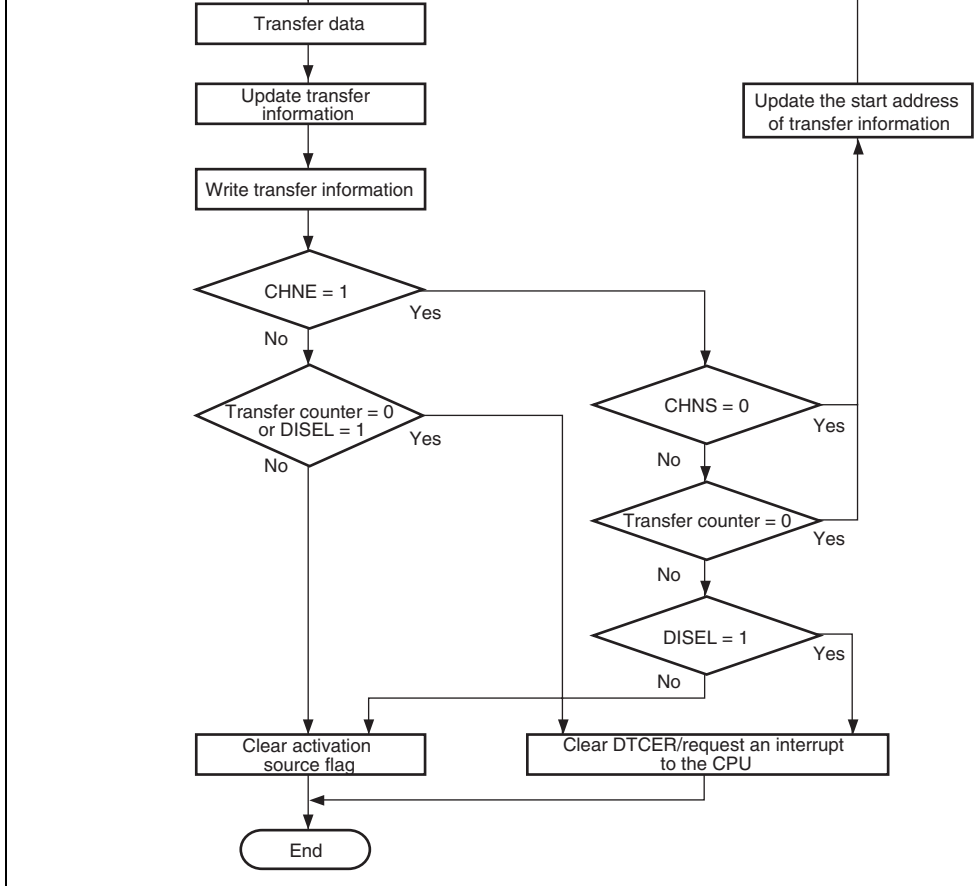 Transfer data
Update transfer
information
Update the start address
of transfer information
Write transfer information
CHNE = 1
Yes
No
Transfer counter = 0
or DISEL = 1
Yes
No
CHNS = 0
Yes
No
Transfer counter = 0
Yes
No
DISEL = 1
Yes
No
Clear activation
source flag
Clear DTCER/request an interrupt
to the CPU
End